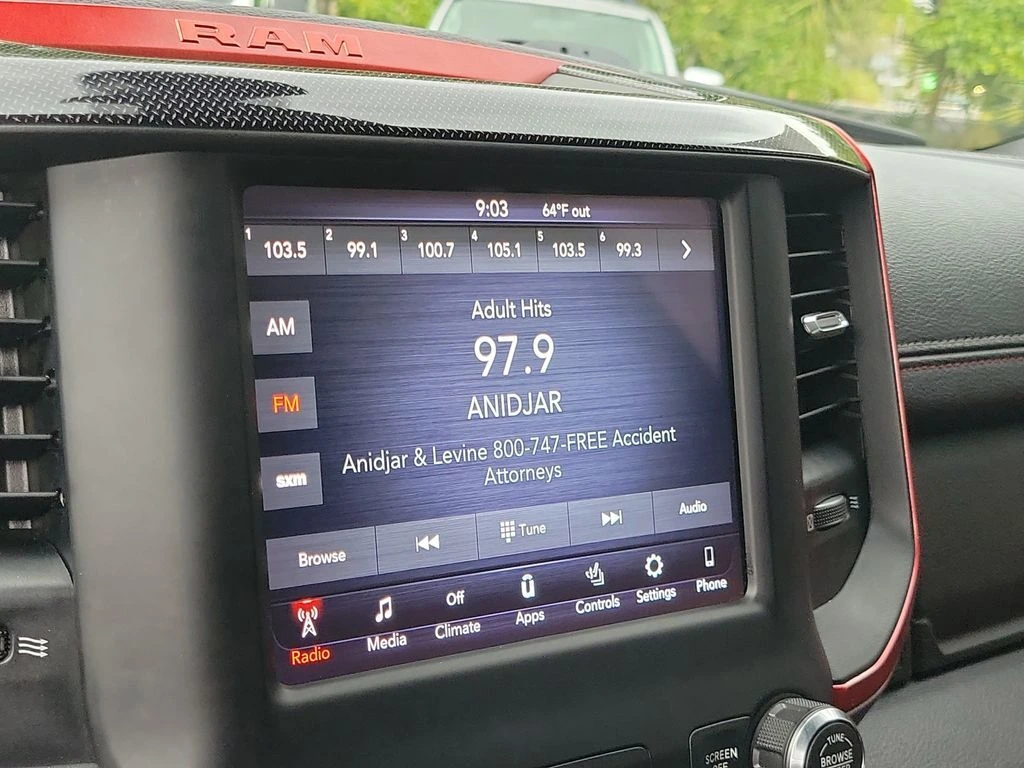 RAM
9:03 64°F out
1 103.5 2 99.1 3 100.7 4 105.1 5 103.5 6 99.3
Adult Hits
AM
97.9
FM
ANIDJAR
Anidjar & Levine 800-747-FREE Accident
Attorneys
sxm
Browse Tune Audio
Off
Radio Media Climate Apps Controls Settings Phone
SCREEN
OFF
TUNE
BROWSE